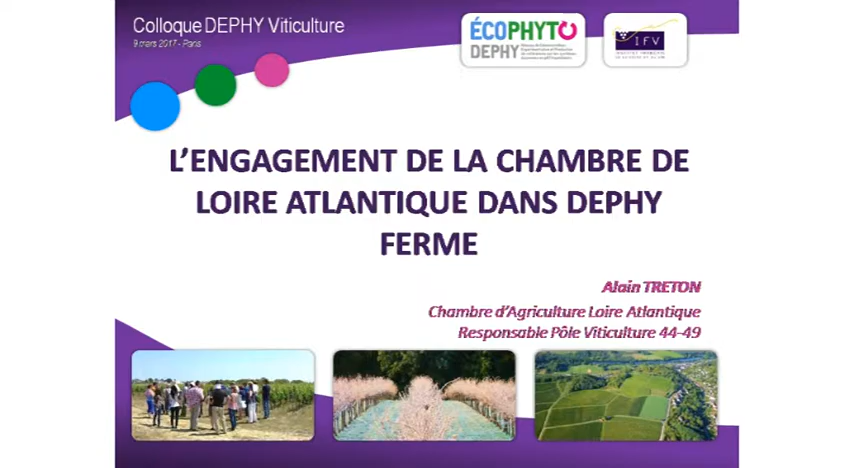 Colloque DEPHY Viticulture
9 mars 2017 - Paris
ÉCOPHYTO
DEPHY
IFV
L'ENGAGEMENT DE LA CHAMBRE DE
LOIRE ATLANTIQUE DANS DEPHY
FERME
Alain TRETON
Chambre d'Agriculture Loire Atlantique
Responsable Pôle Viticulture 44-49